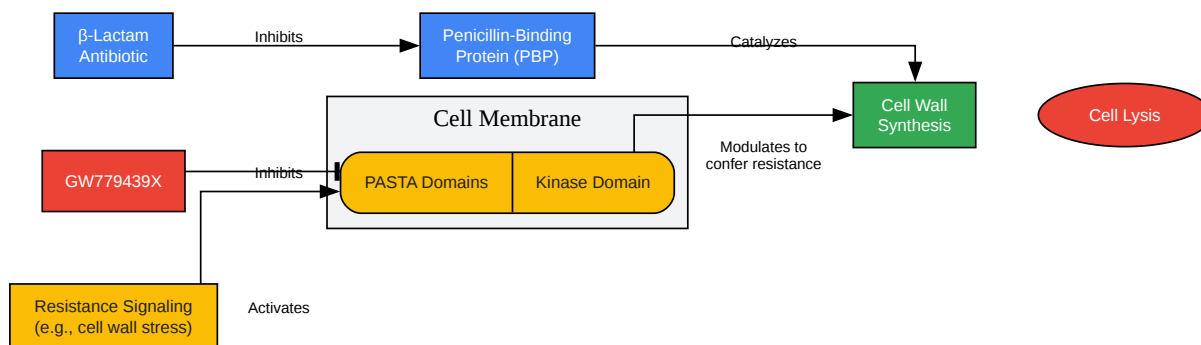 β-Lactam
Antibiotic
Inhibits
Penicillin-Binding
Protein (PBP)
Catalyzes
Cell Wall
Synthesis
Cell Lysis
Cell Membrane
PASTA Domains
Kinase Domain
Modulates to
confer resistance
GW779439X
Inhibits
Resistance Signaling
(e.g., cell wall stress)
Activates